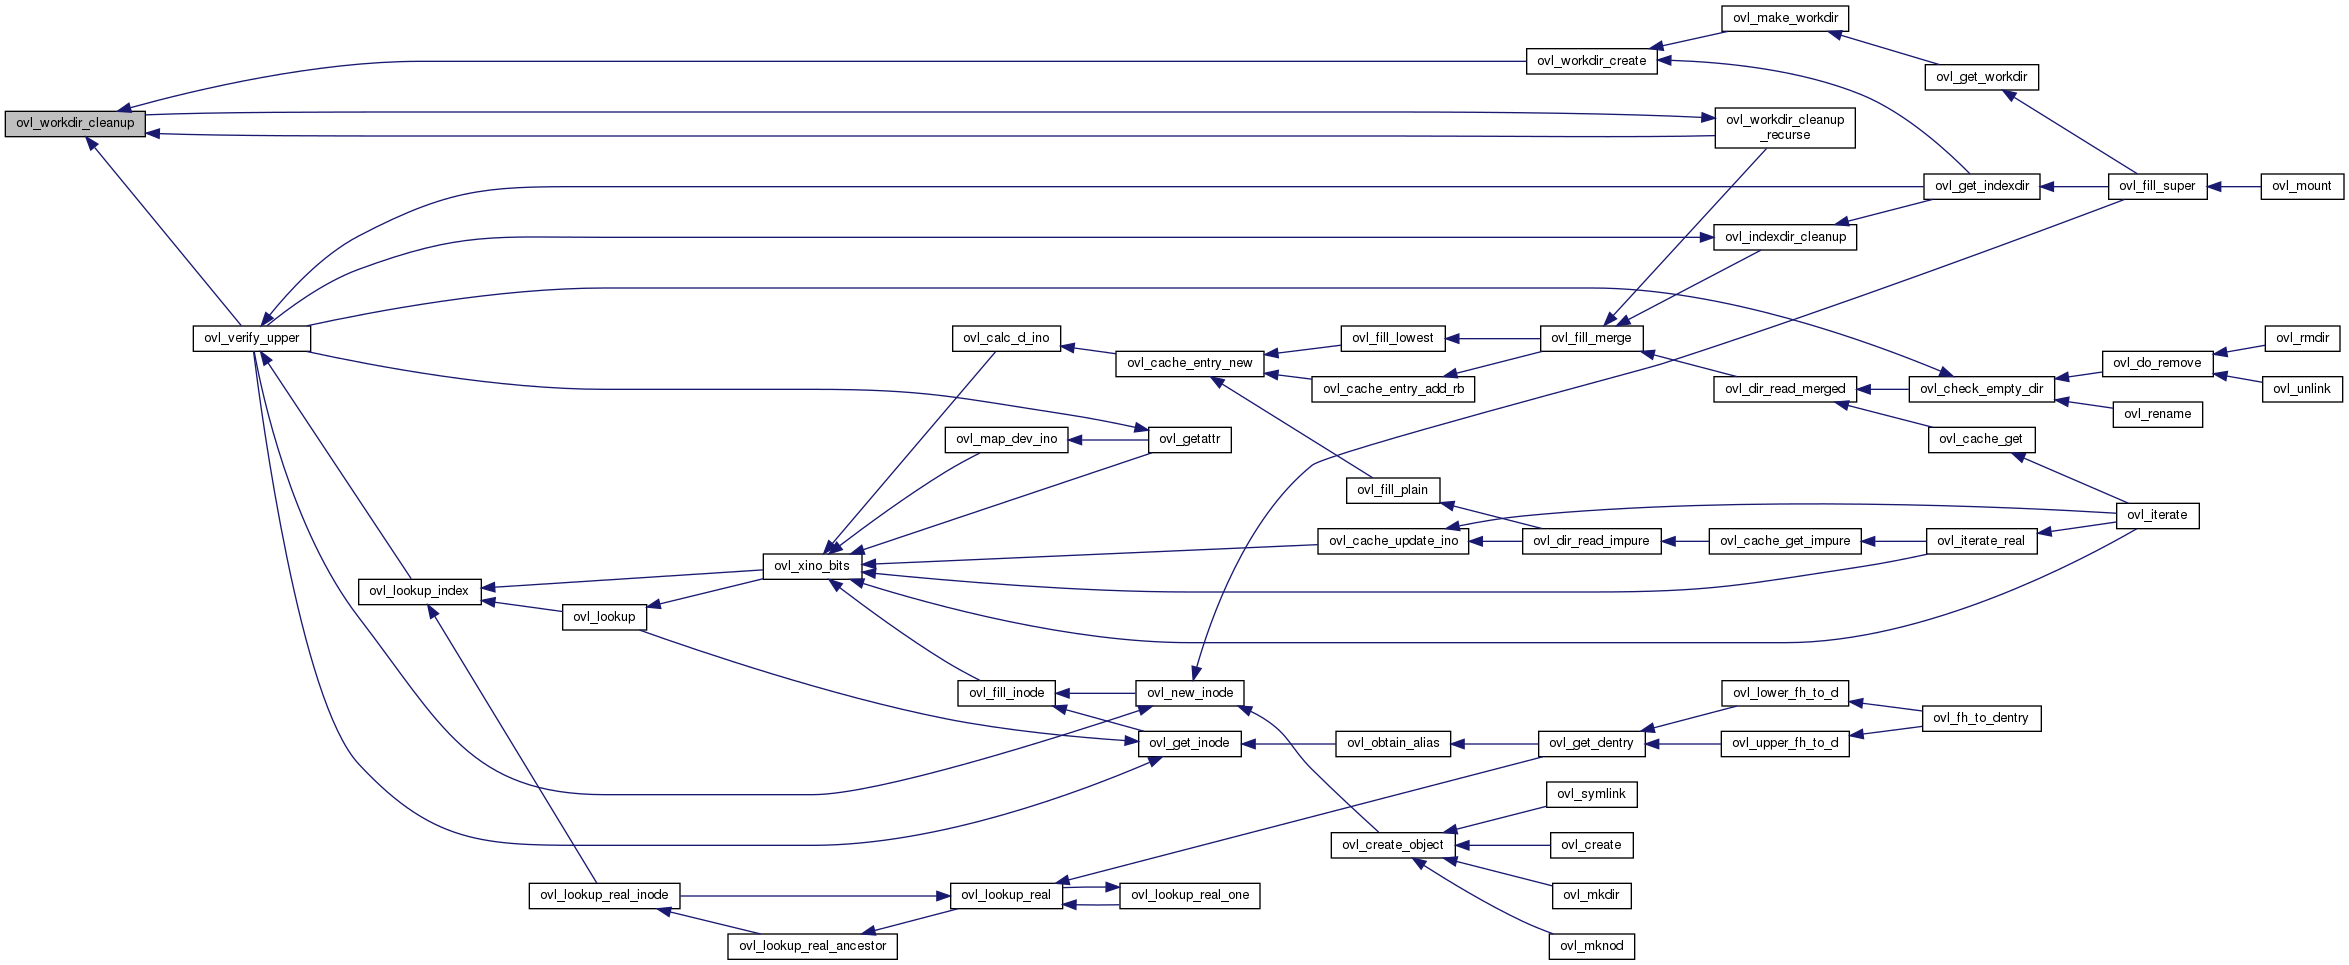 ovl_make_workdir
ovl_workdir_create
ovl_get_workdir
ovl_workdir_cleanup
ovl_workdir_cleanup
_recurse
ovl_get_indexdir
ovl_fill_super
ovl_mount
ovl_indexdir_cleanup
ovl_verify_upper
ovl_calc_d_ino
ovl_fill_lowest
ovl_fill_merge
ovl_rmdir
ovl_cache_entry_new
ovl_do_remove
ovl_cache_entry_add_rb
ovl_dir_read_merged
ovl_check_empty_dir
ovl_unlink
ovl_rename
ovl_map_dev_ino
ovl_getattr
ovl_cache_get
ovl_fill_plain
ovl_iterate
ovl_cache_update_ino
ovl_dir_read_impure
ovl_cache_get_impure
ovl_iterate_real
ovl_xino_bits
ovl_lookup_index
ovl_lookup
ovl_fill_inode
ovl_new_inode
ovl_lower_fh_to_d
ovl_fh_to_dentry
ovl_get_inode
ovl_obtain_alias
ovl_get_dentry
ovl_upper_fh_to_d
ovl_symlink
ovl_create_object
ovl_create
ovl_lookup_real_inode
ovl_lookup_real
ovl_lookup_real_one
ovl_mkdir
ovl_lookup_real_ancestor
ovl_mknod